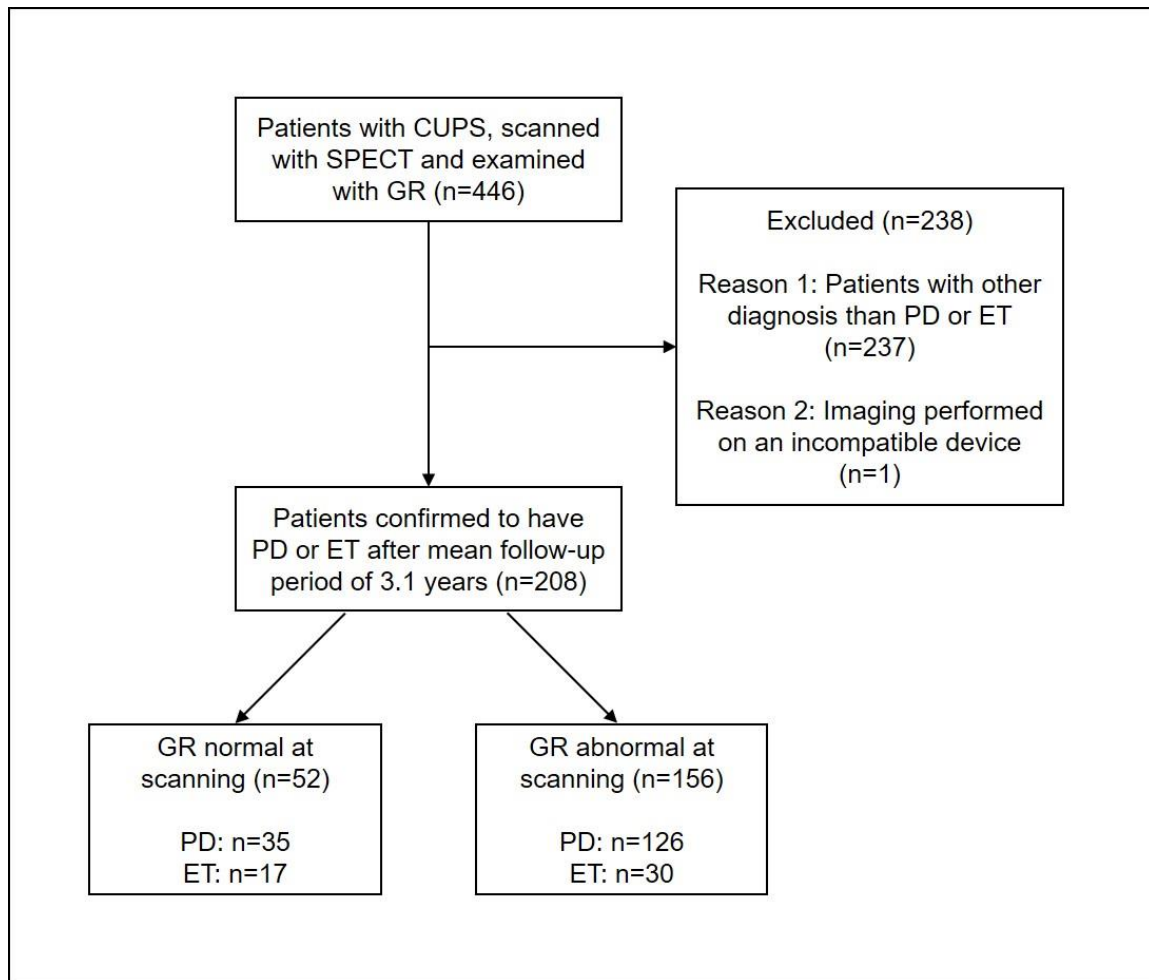 Patients with CUPS, scanned
with SPECT and examined
with GR (n=446)
Excluded (n=238)
Reason 1: Patients with other
diagnosis than PD or ET
(n=237)
Reason 2: Imaging performed
on an incompatible device
(n=1)
Patients confirmed to have
PD or ET after mean follow-up
period of 3.1 years (n=208)
GR normal at
scanning (n=52)
PD: n=35
ET: n=17
GR abnormal at
scanning (n=156)
PD: n=126
ET: n=30